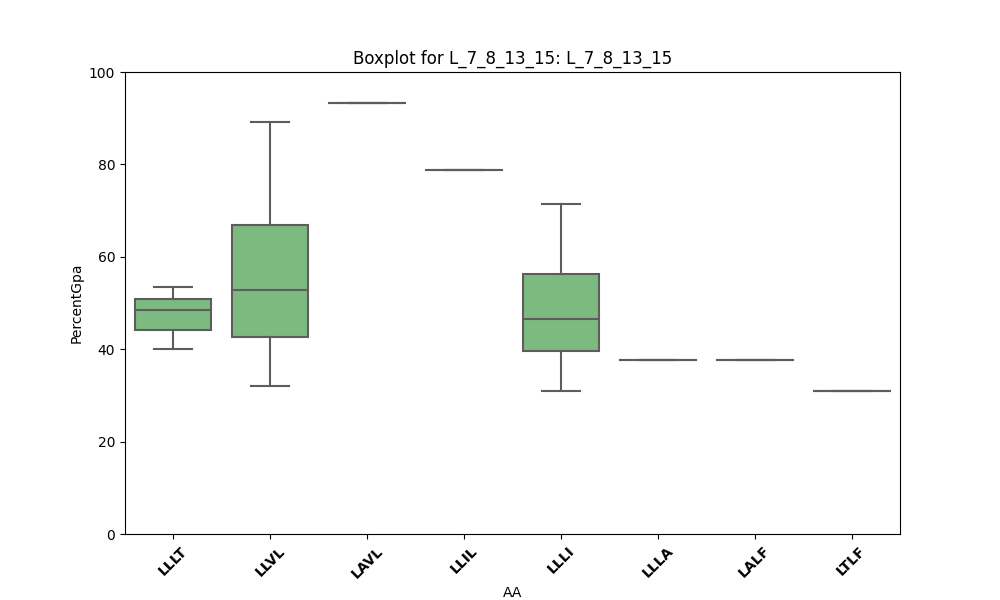 Boxplot for L_7_8_13_15: L_7_8_13_15
100
80
60
40
20
0
PercentGpa
LLLT
LLVL
LAVL
LLIL
LLLI
LLLA
LALF
LTLF
AA